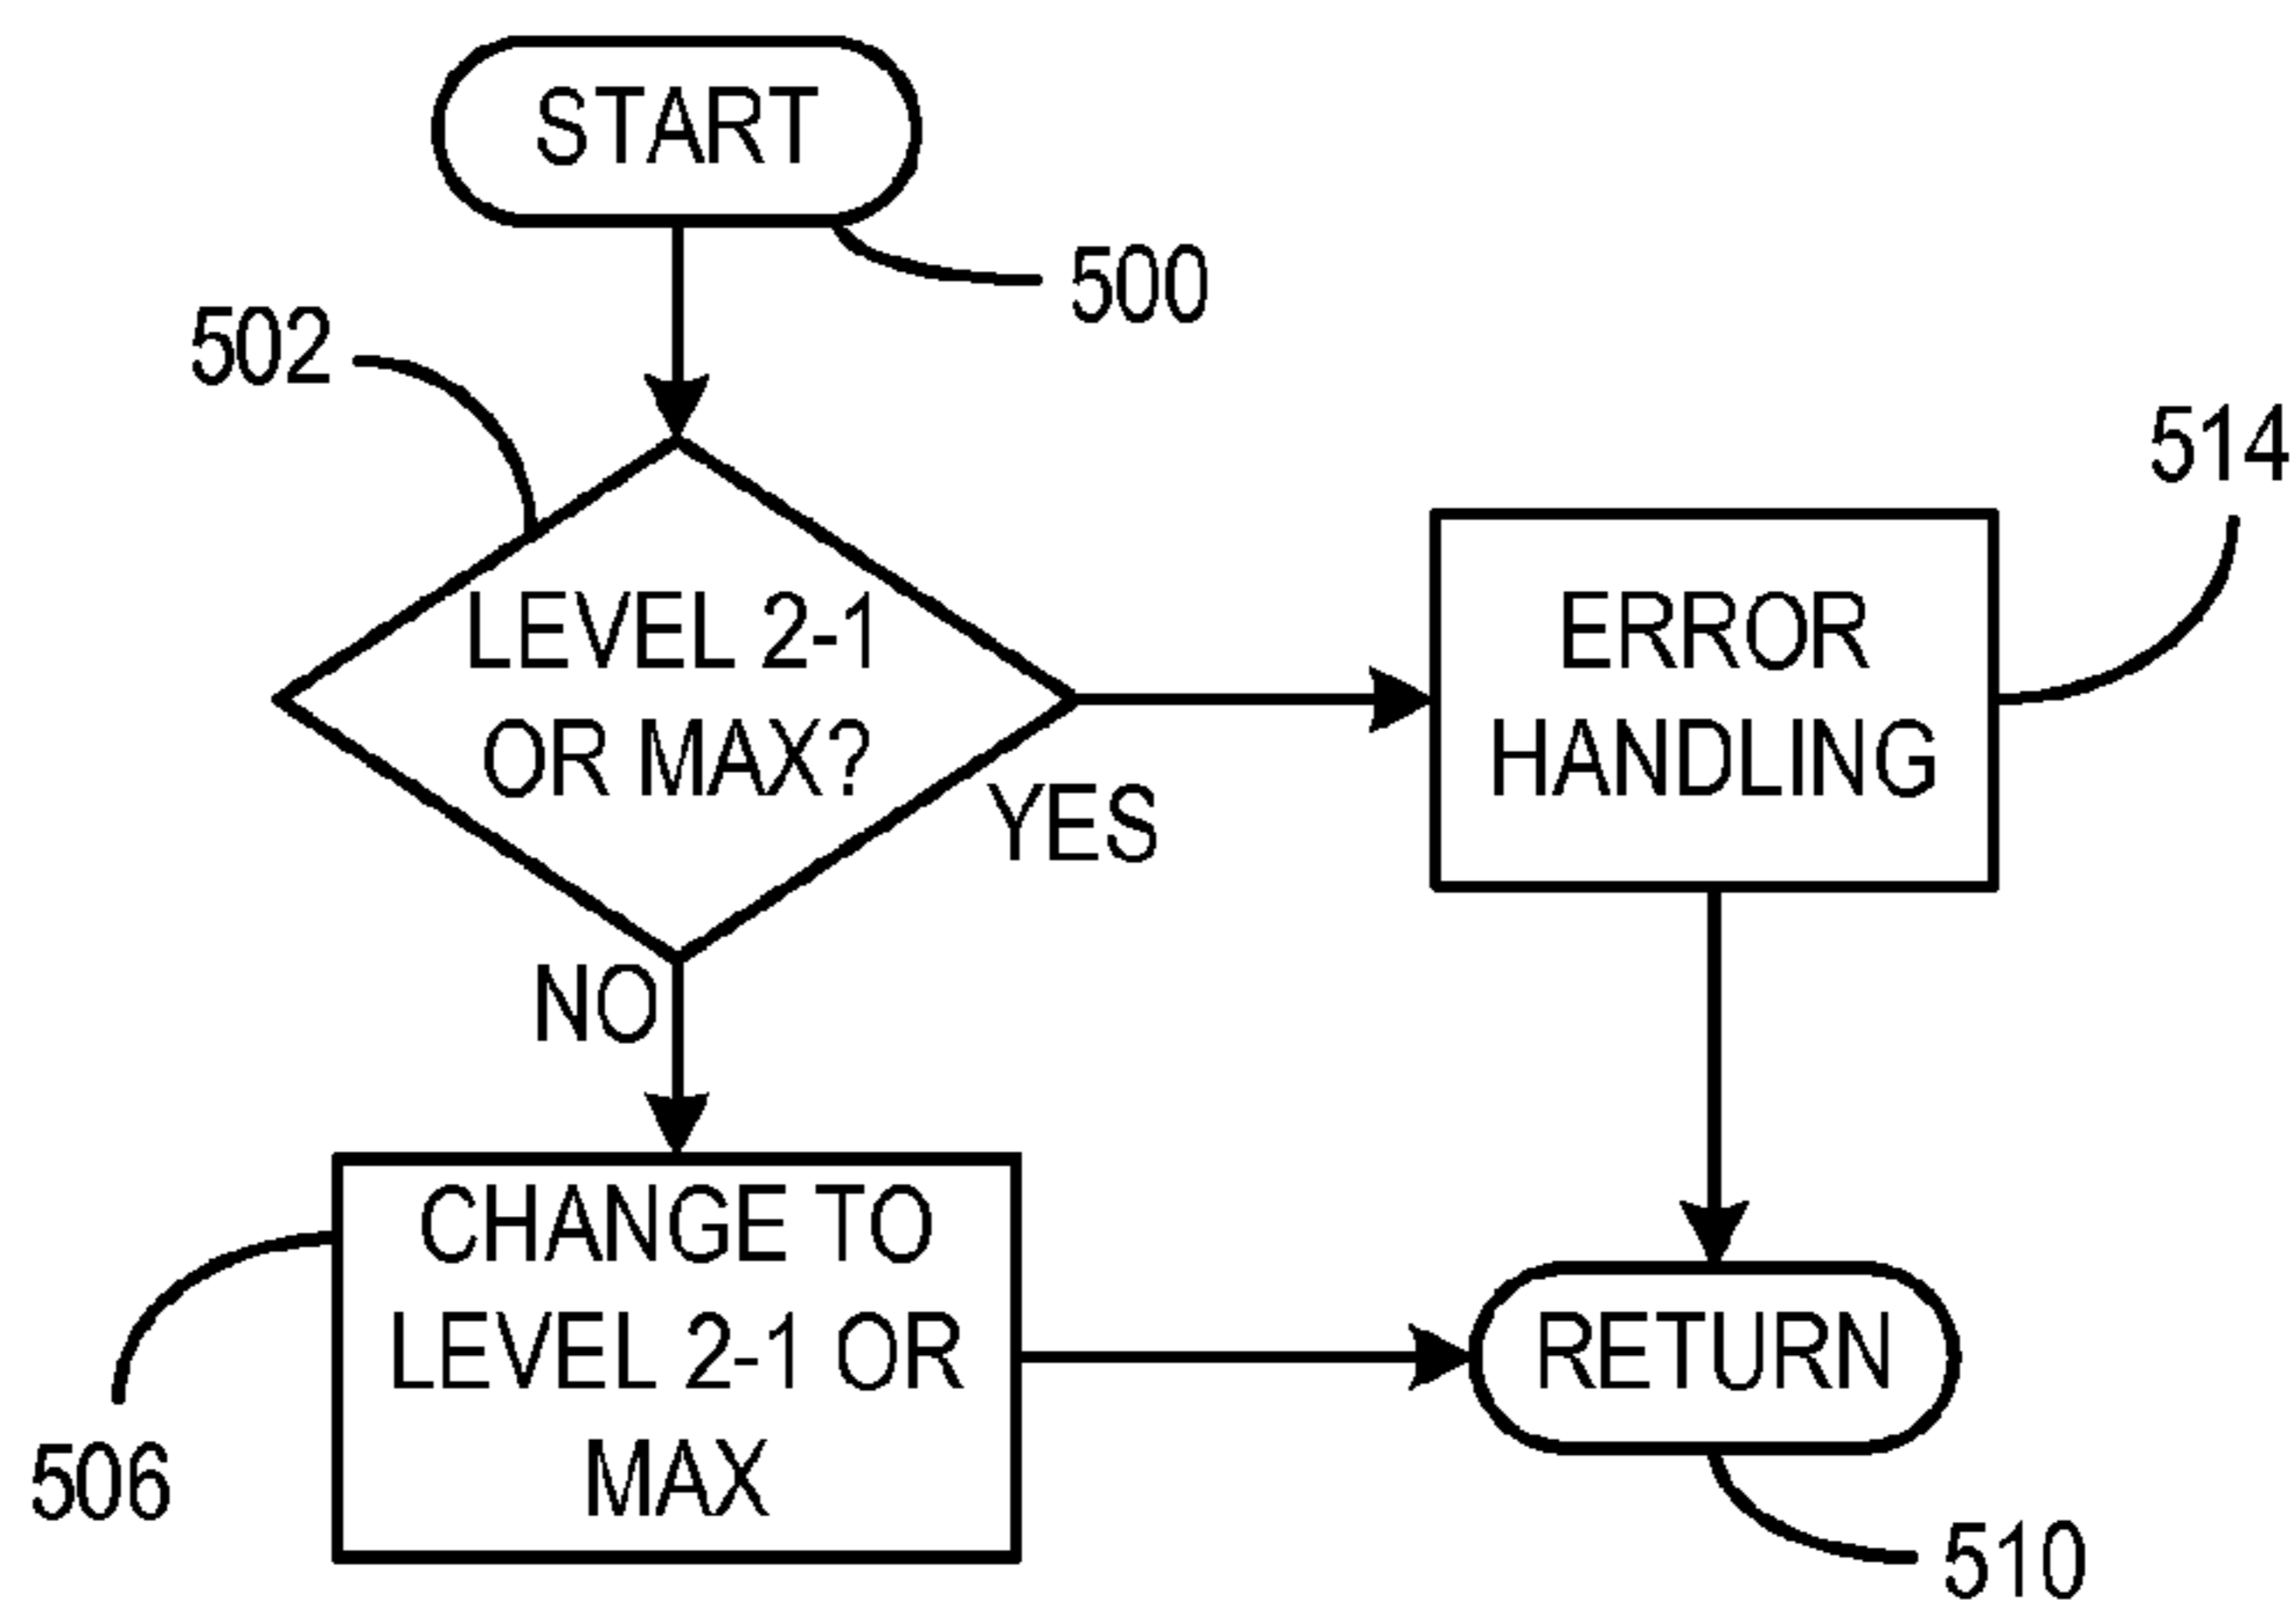 START
500
502
LEVEL 2-1
OR MAX?
YES
NO
514
ERROR
HANDLING
CHANGE TO
LEVEL 2-1 OR
MAX
506
RETURN
510